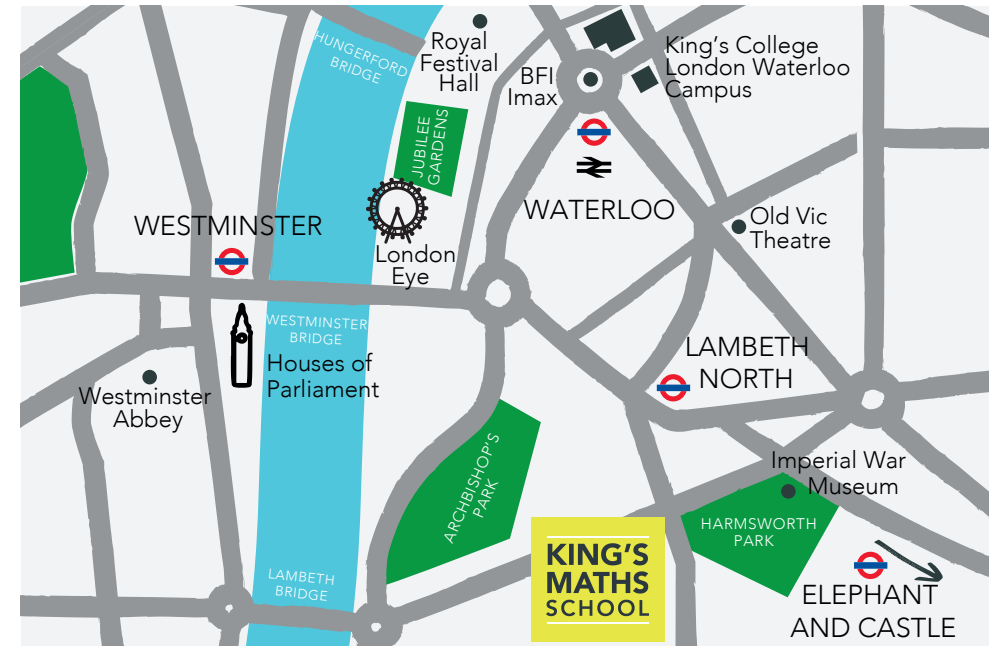 HUNGERFORD
BRIDGE
Royal
Festival
Hall
BFI
Imax
King's College
London Waterloo
Campus
JUBILEE
GARDENS
WESTMINSTER
WATERLOO
Old Vic
Theatre
London
Eye
WESTMINSTER
BRIDGE
Houses of
Parliament
LAMBETH
NORTH
Westminster
Abbey
ARCHBISHOP'S
PARK
Imperial War
Museum
HARMSWORTH
PARK
KING'S
MATHS
SCHOOL
LAMBETH
BRIDGE
ELEPHANT
AND CASTLE